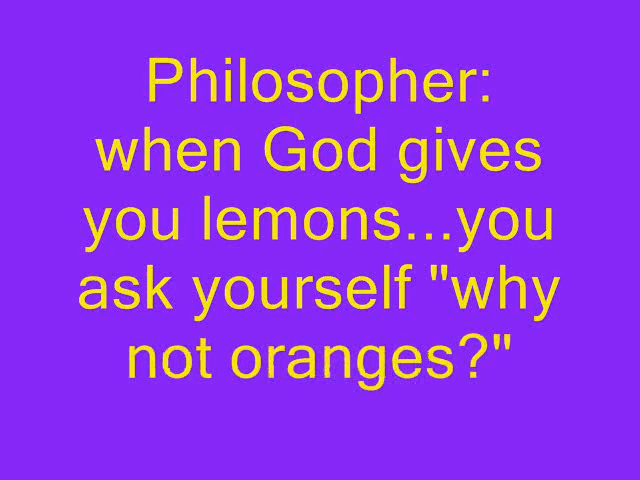 Philosopher:
when God gives
you lemons...you
ask yourself "why
not oranges?"